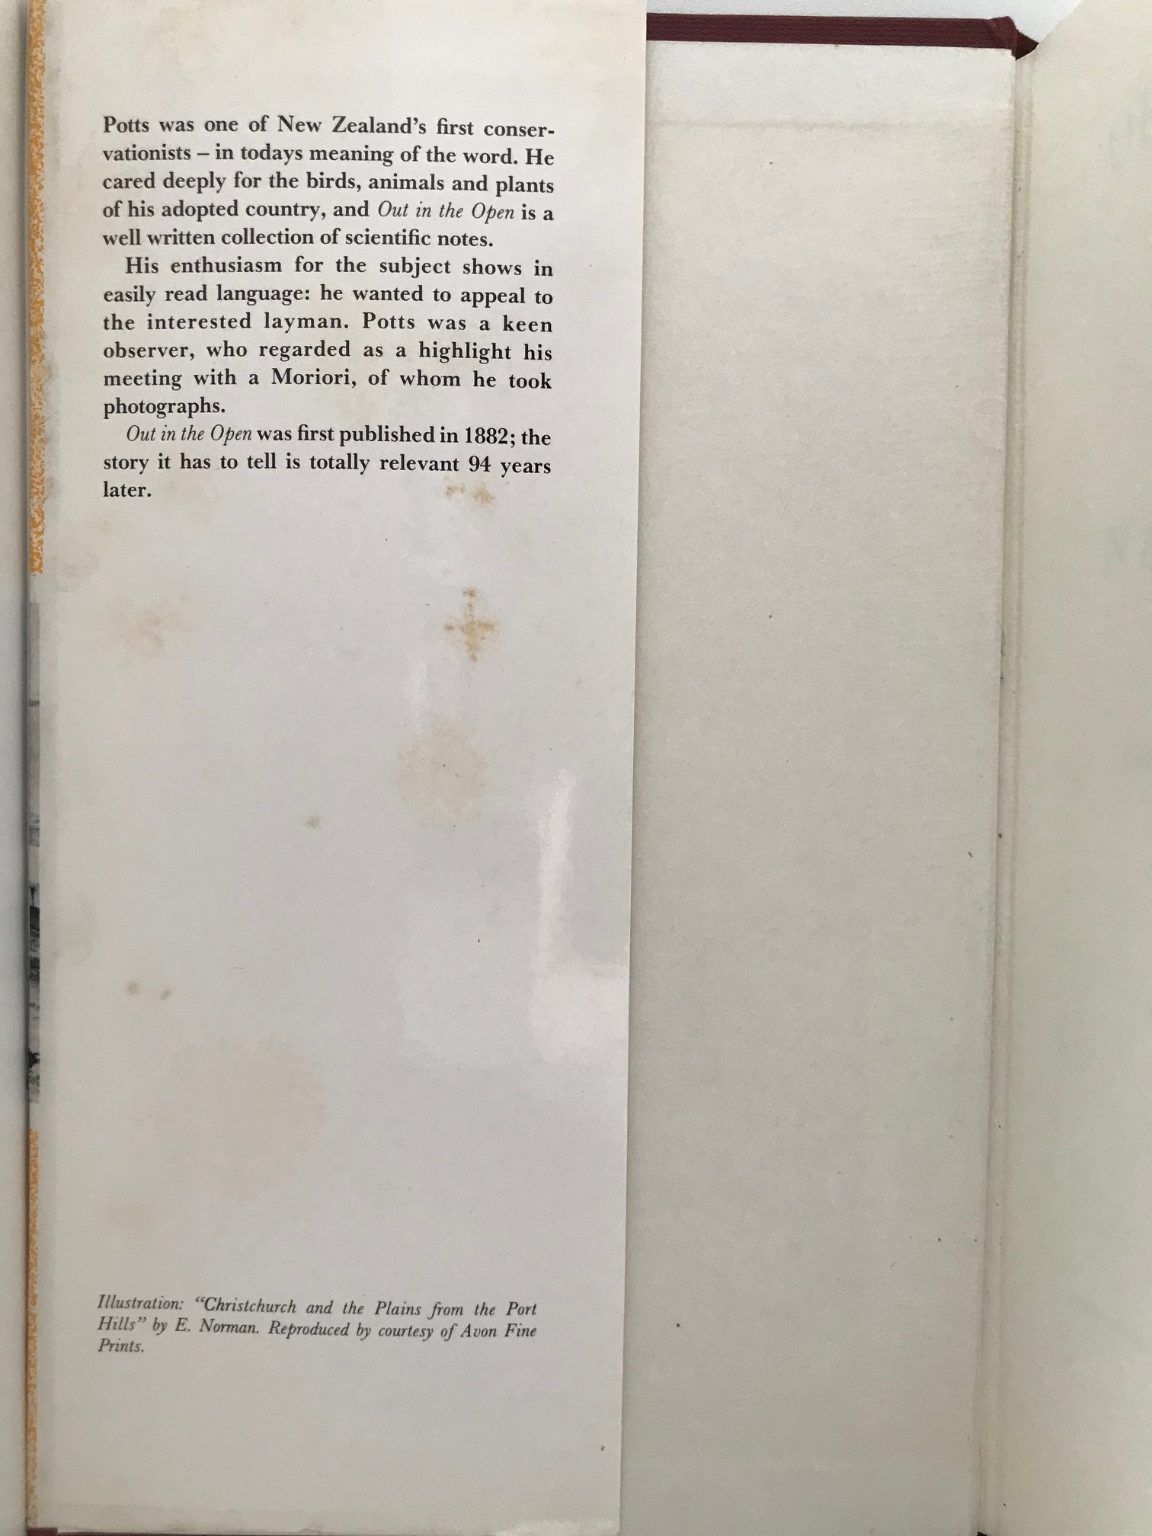 Potts was one of New Zealand's first conser-
vationists – in todays meaning of the word. He
cared deeply for the birds, animals and plants
of his adopted country, and Out in the Open is a
well written collection of scientific notes.
His enthusiasm for the subject shows in
easily read language: he wanted to appeal to
the interested layman. Potts was a keen
observer, who regarded as a highlight his
meeting with a Moriori, of whom he took
photographs.
Out in the Open was first published in 1882; the
story it has to tell is totally relevant 94 years
later.
Illustration: “Christchurch and the Plains from the Port
Hills” by E. Norman. Reproduced by courtesy of Avon Fine
Prints.